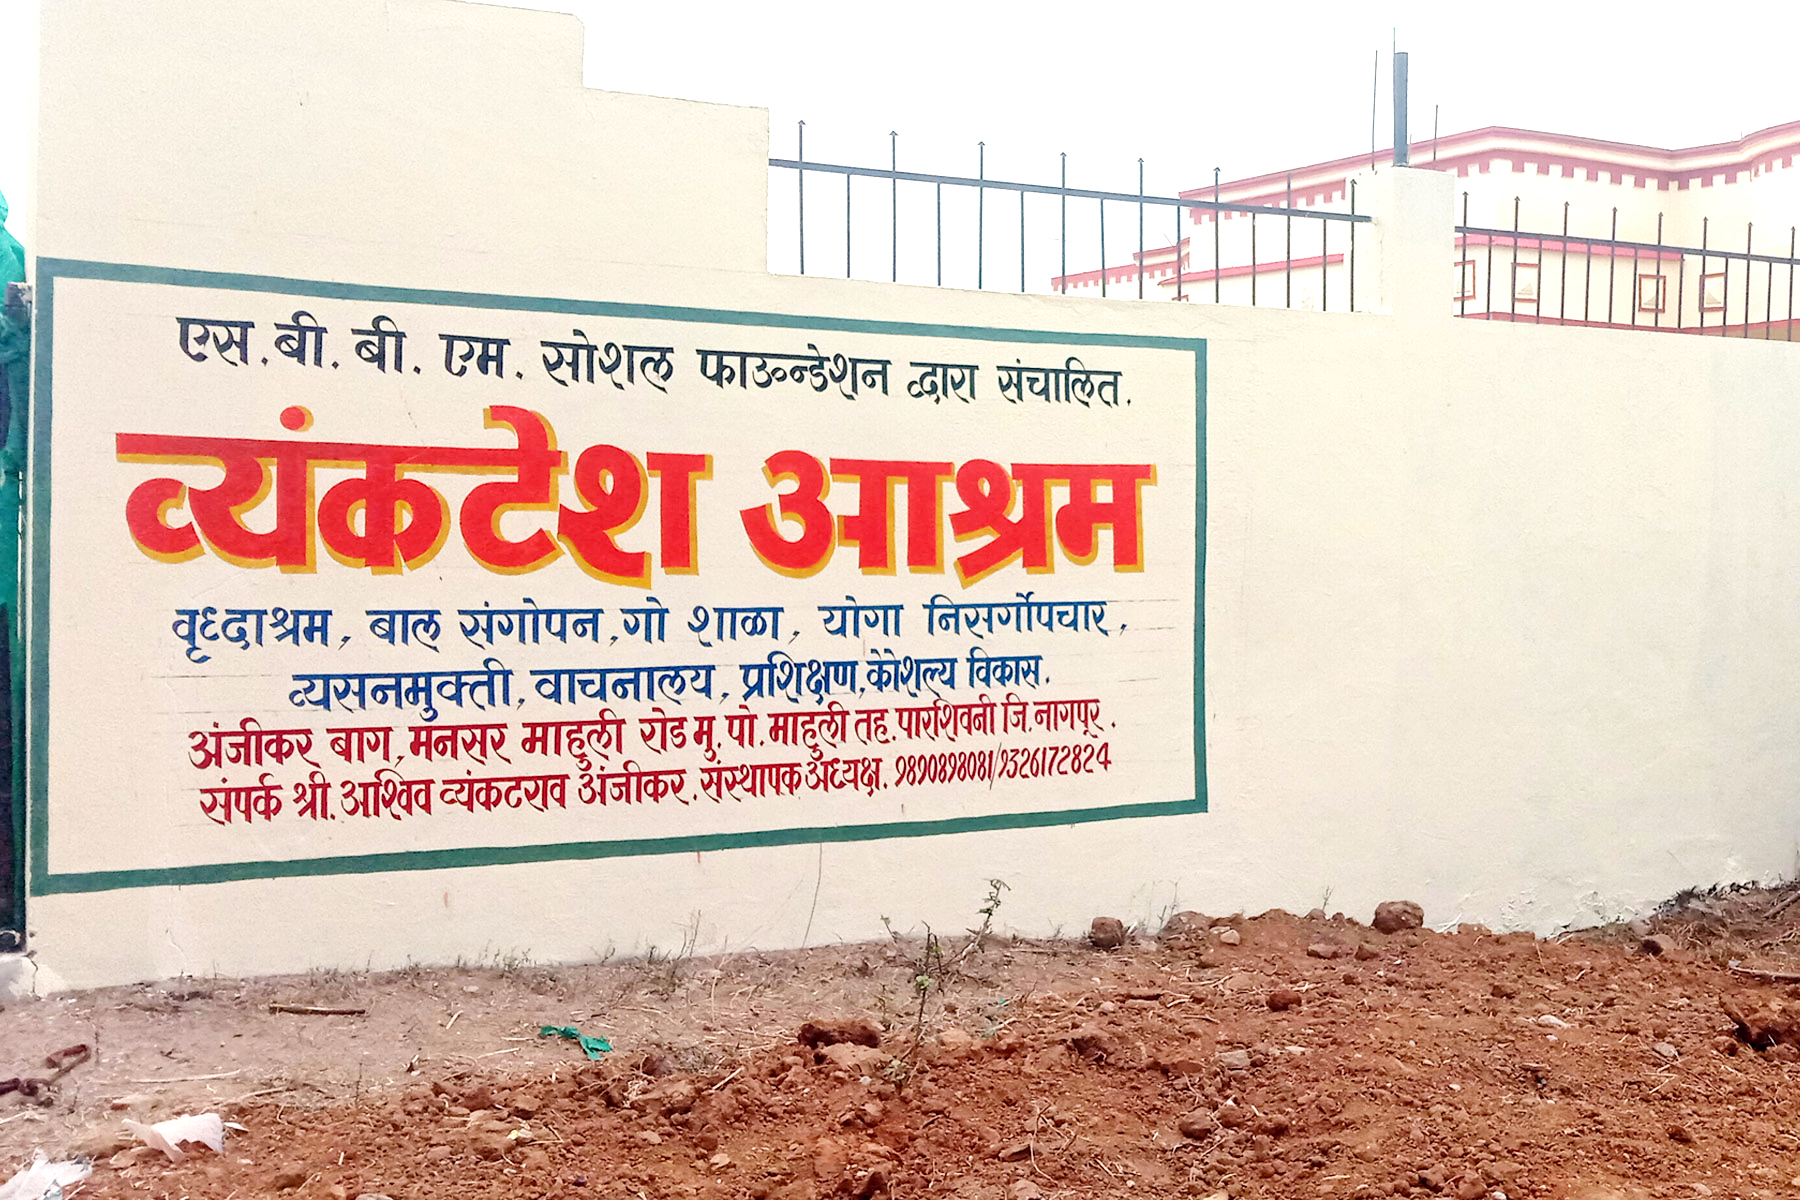 एस.बी.बी.एम. सोशल फाऊन्डेशन द्वारा संचालित.
व्यंकटेश आश्रम
वृध्दाश्रम, बाल संगोपन, गो शाळा, योगा निसर्गोपचार,
व्यसनमुक्ती, वाचनालय, प्रशिक्षण, कौशल्य विकास.
अंजीकर बाग, मनसर माहुली रोड मु. पो. माहुली तह. पारशिवनी जि. नागपूर.
संपर्क श्री. आश्विव व्यंकटराव अंजीकर. संस्थापक अध्यक्ष. 9890898081/9326172824